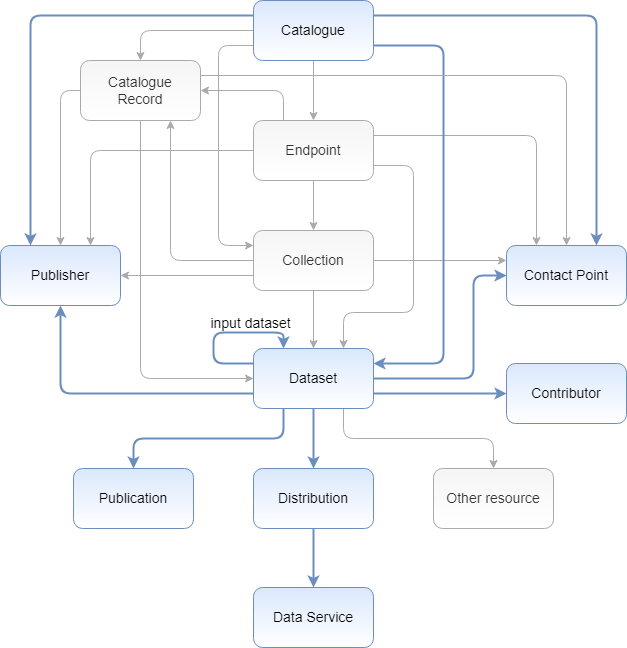 Catalogue
Catalogue
Record
Endpoint
Collection
Publisher
Contact Point
input dataset
Dataset
Contributor
Publication
Distribution
Other resource
Data Service